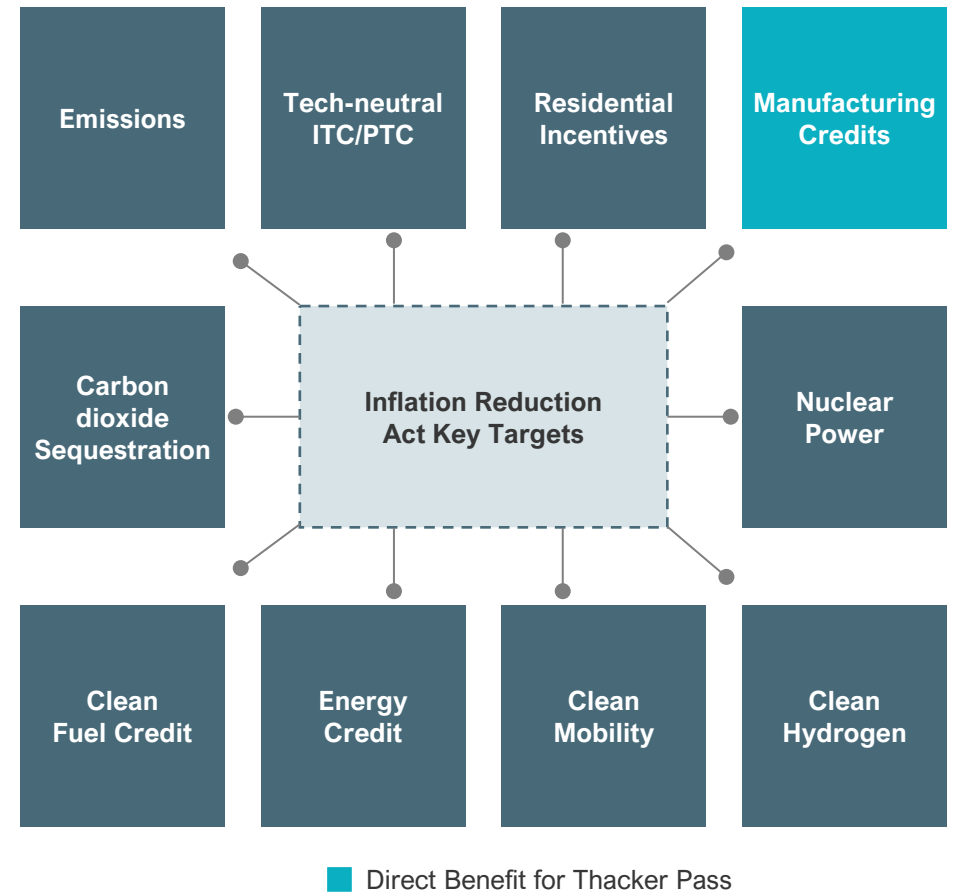 Emissions
Tech-neutral
ITC/PTC
Residential
Incentives
Manufacturing
Credits
Carbon
dioxide
Sequestration
Inflation Reduction
Act Key Targets
Nuclear
Power
Clean
Fuel Credit
Energy
Credit
Clean
Mobility
Clean
Hydrogen
Direct Benefit for Thacker Pass